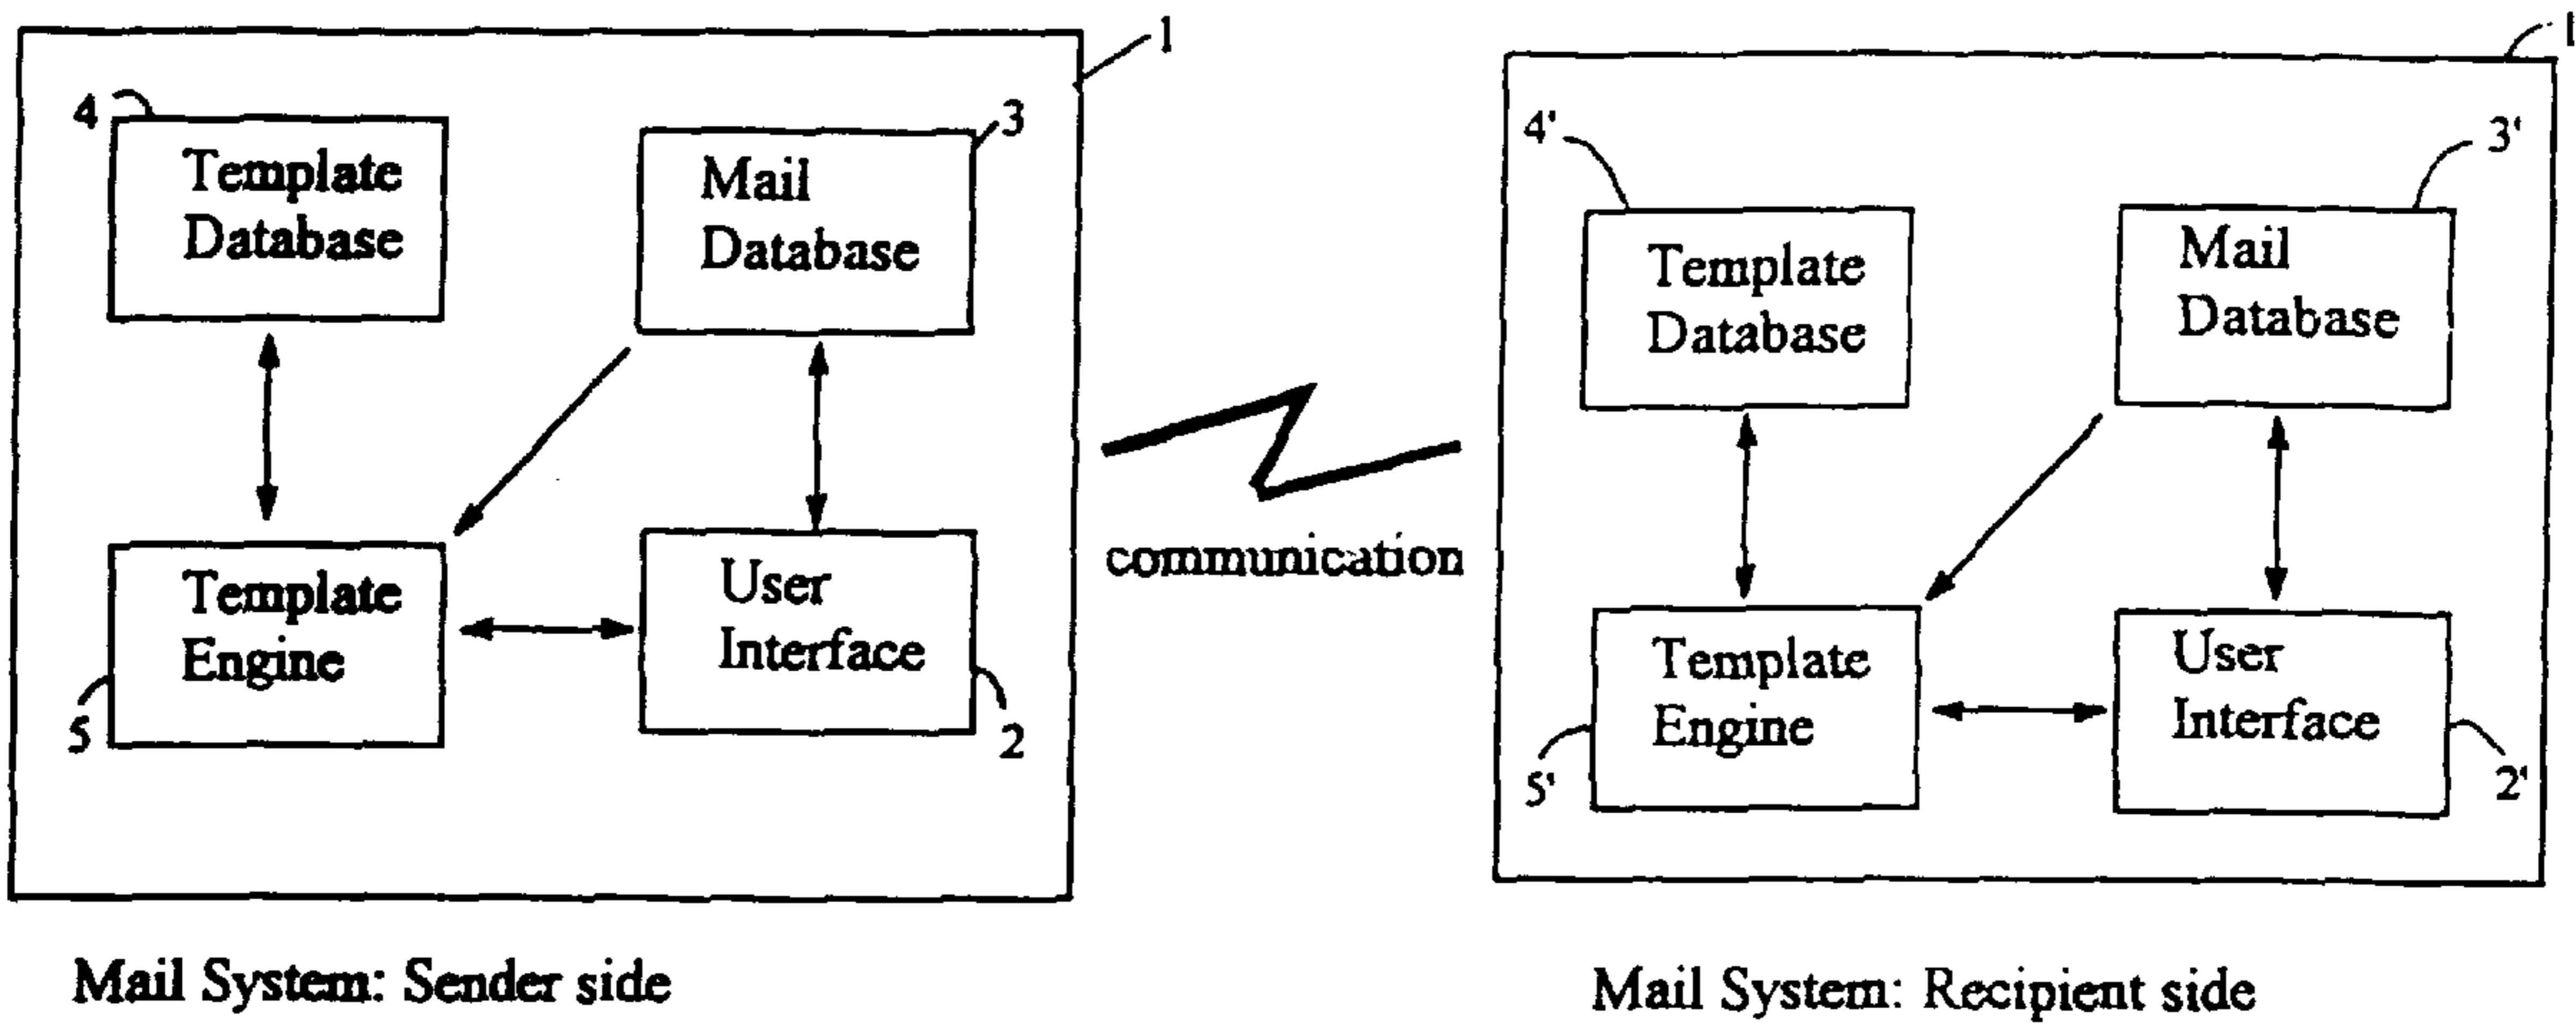 1
4
Template
Database
3
Mail
Database
Template
Engine
5
User
Interface
2
Mail System: Sender side
communication
1
4'
Template
Database
3'
Mail
Database
Template
Engine
5'
User
Interface
2'
Mail System: Recipient side